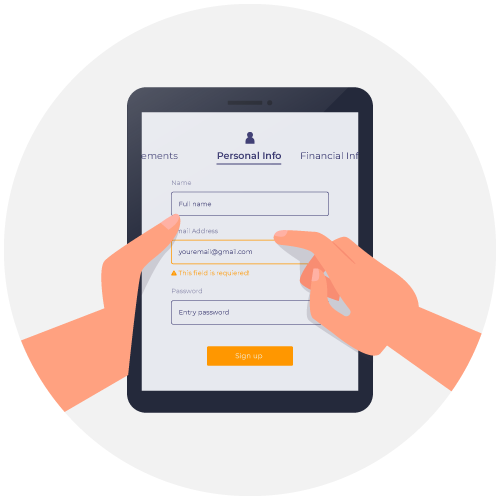 ements Personal Info Financial Inf
Name
Full name
mail Address
youremail@gmail.com
This field is requiered!
Password
Entry password
Sign up